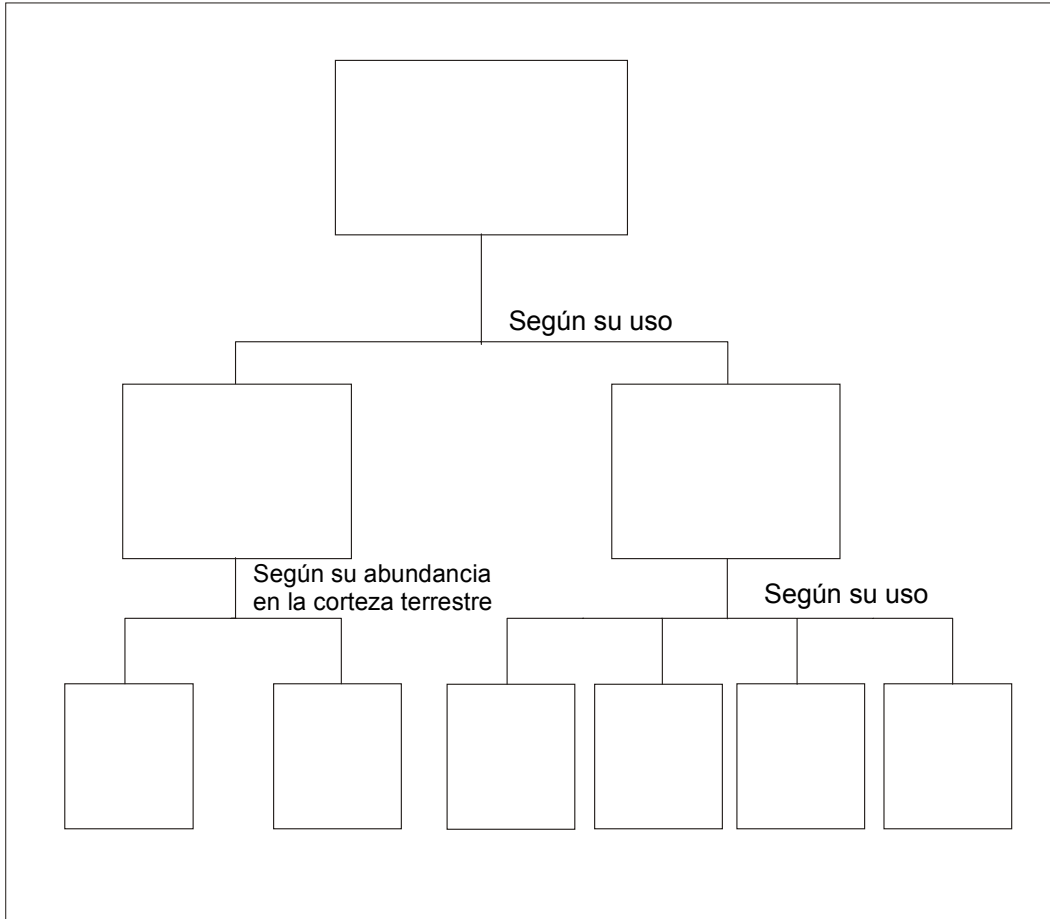 Según su uso
Según su abundancia
en la corteza terrestre
Según su uso